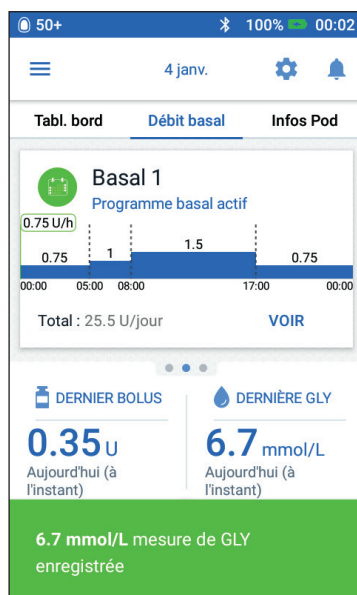 50+ 100% 00:02
4 janv.
Tabl. bord Débit basal Infos Pod
Basal 1
Programme basal actif
0.75 U/h
0.75 1 1.5 0.75
00:00 05:00 08:00 17:00 00:00
Total : 25.5 U/jour VOIR
DERNIER BOLUS DERNIÈRE GLY
0.35 U 6.7 mmol/L
Aujourd'hui (à Aujourd'hui (à
l'instant) l'instant)
6.7 mmol/L mesure de GLY
enregistrée